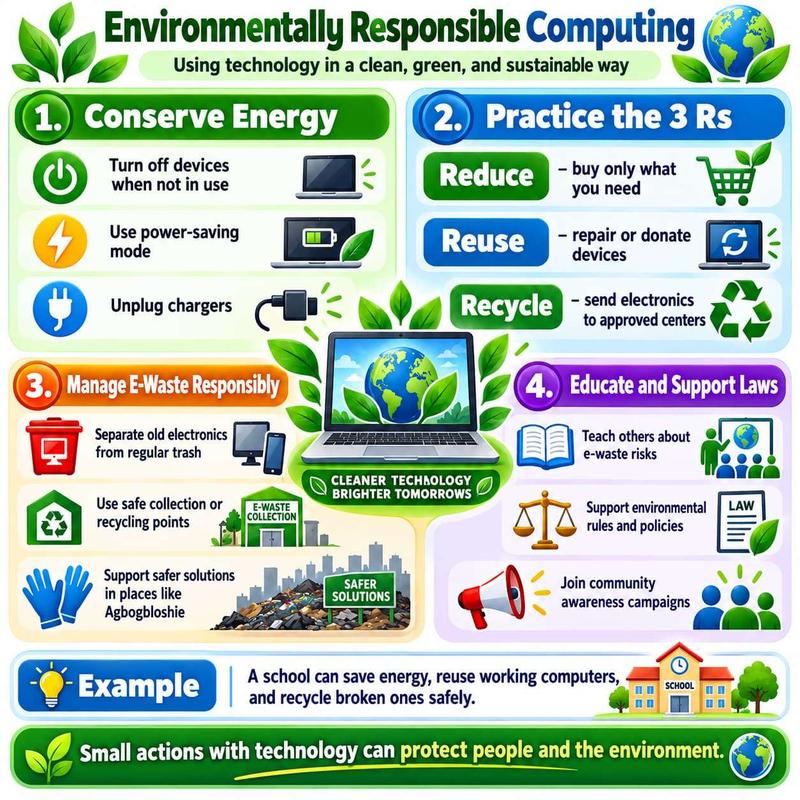 Environmentally Responsible Computing
Using technology in a clean, green, and sustainable way
1. Conserve Energy
Turn off devices
when not in use
Use power-saving
mode
Unplug chargers
2. Practice the 3 Rs
Reduce
– buy only what
you need
Reuse
– repair or donate
devices
Recycle
– send electronics
to approved centers
CLEANER TECHNOLOGY
BRIGHTER TOMORROWS
3. Manage E-Waste Responsibly
Separate old electronics
from regular trash
Use safe collection or
recycling points
E-WASTE
COLLECTION
Support safer solutions
in places like
Agbogbloshie
SAFER
SOLUTIONS
4. Educate and Support Laws
Teach others about
e-waste risks
Support environmental
rules and policies
LAW
Join community
awareness campaigns
Example
A school can save energy, reuse working computers,
and recycle broken ones safely.
SCHOOL
Small actions with technology can protect people and the environment.